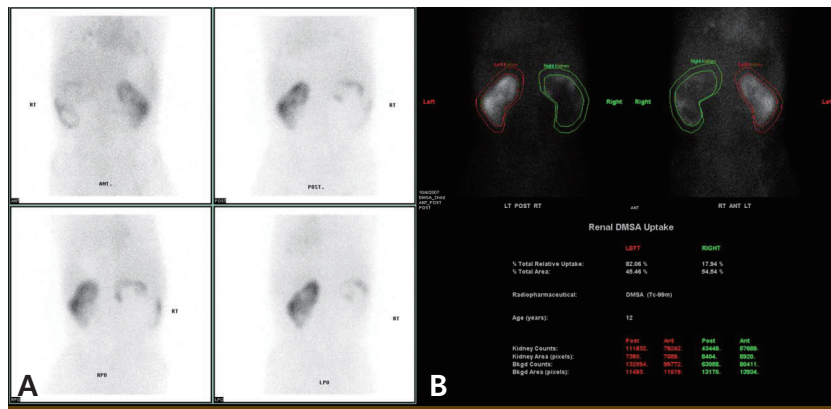 RT
ANT.
POST.
RT
RT
RPO
RT
LPO
A
Left Kidney
Right Kidney
Right Kidney
Left Kidney
Left
Right
Right
DMSA_Child
ANT_POST
POST
LT POST RT
ANT
RT ANT LT
Renal DMSA Uptake
LEFT RIGHT
% Total Relative Uptake: 82.06 % 17.94 %
% Total Area: 45.46 % 54.54 %
Radiopharmaceutical: DMSA (Tc-99m)
Age (years): 12
Post Ant Post Ant
Kidney Counts:
Kidney Area (pixels):
Bkgd Counts:
Bkgd Area (pixels):
B